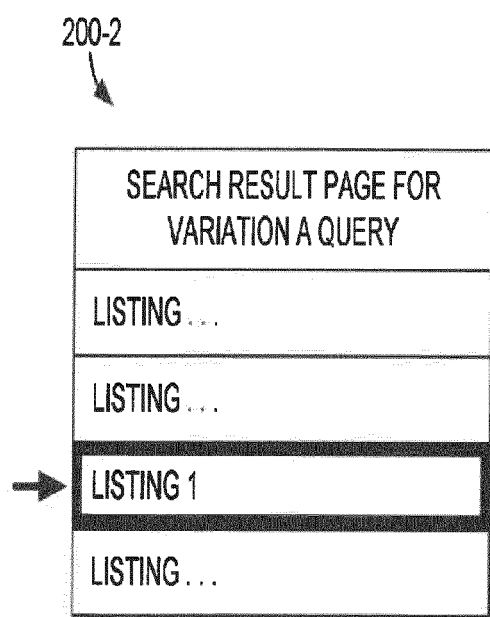 200-2
SEARCH RESULT PAGE FOR
VARIATION A QUERY
LISTING . . .
LISTING . . .
LISTING 1
LISTING . . .